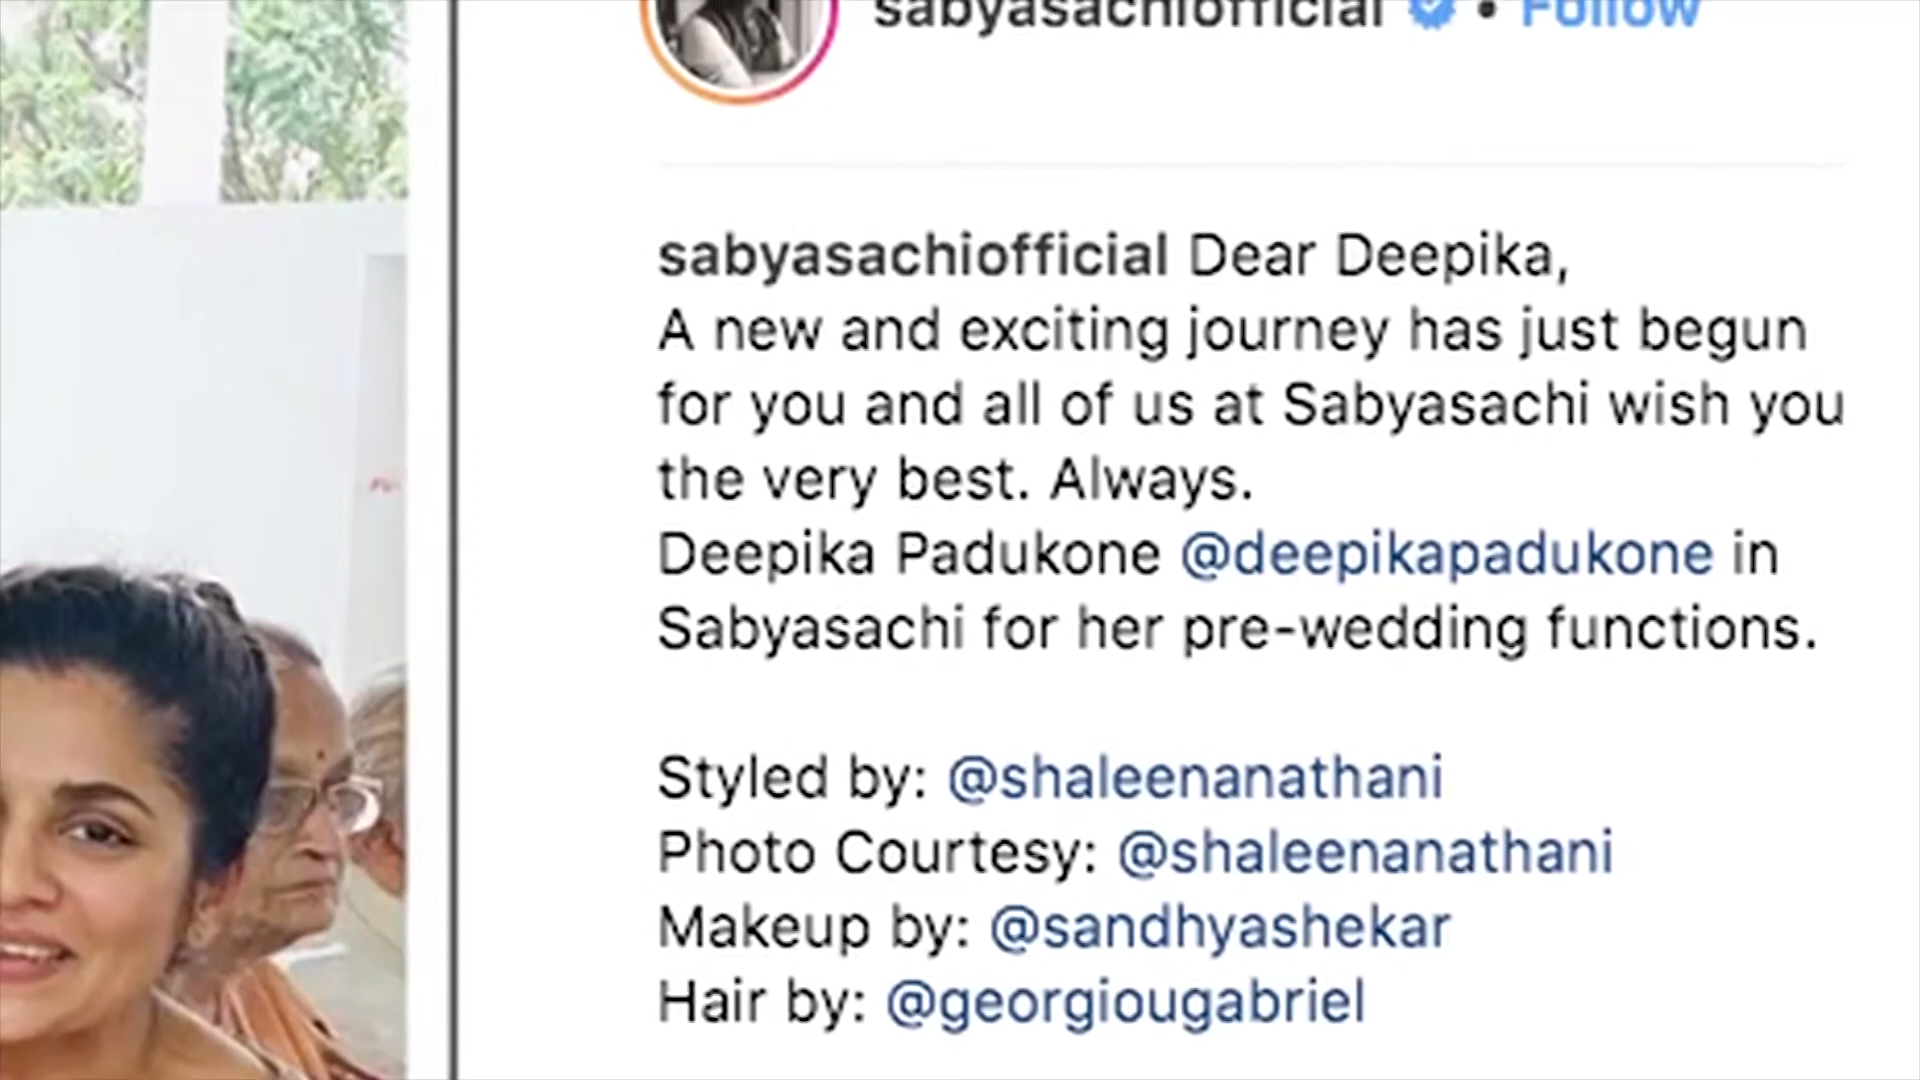 sabyasachiofficial • Follow
sabyasachiofficial Dear Deepika,
A new and exciting journey has just begun
for you and all of us at Sabyasachi wish you
the very best. Always.
Deepika Padukone @deepikapadukone in
Sabyasachi for her pre-wedding functions.
Styled by: @shaleenanathani
Photo Courtesy: @shaleenanathani
Makeup by: @sandhyashekar
Hair by: @georgiougabriel